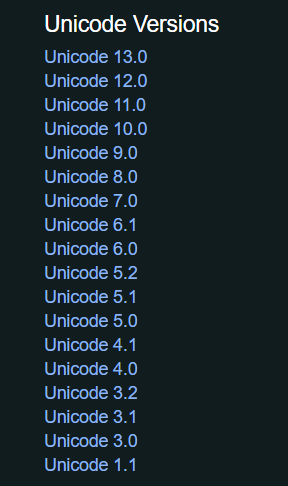 Unicode Versions
Unicode 13.0
Unicode 12.0
Unicode 11.0
Unicode 10.0
Unicode 9.0
Unicode 8.0
Unicode 7.0
Unicode 6.1
Unicode 6.0
Unicode 5.2
Unicode 5.1
Unicode 5.0
Unicode 4.1
Unicode 4.0
Unicode 3.2
Unicode 3.1
Unicode 3.0
Unicode 1.1